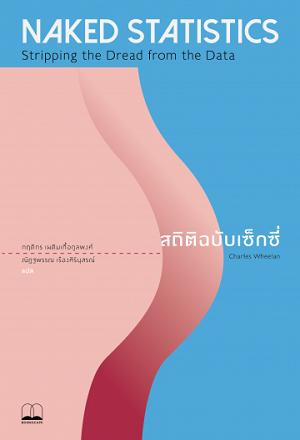 NAKED STATISTICS
Stripping the Dread from the Data
สถิติฉบับเซ็กซี่
Charles Wheelan
กฤติกร เผดิมเกื้อกูลพงศ์
ณัฏฐพรรณ เรืองศิรินุสรณ์
แปล
BOOKSCAPE